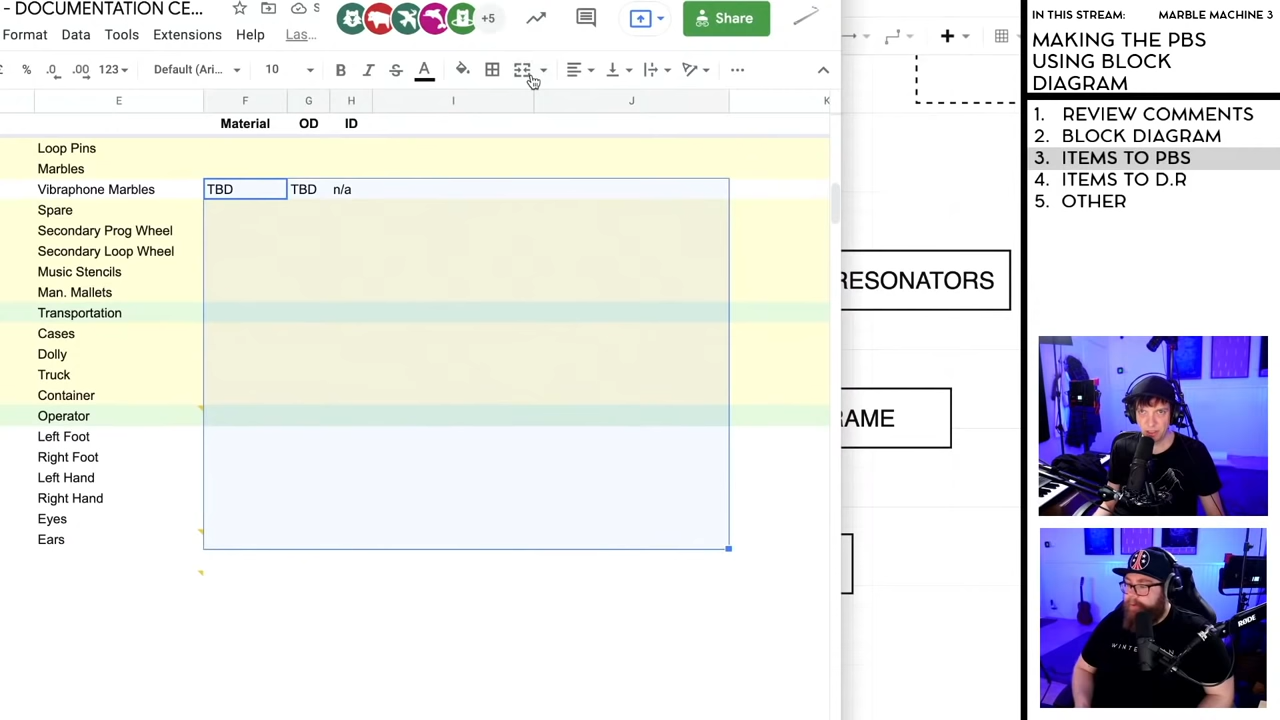 - DOCUMENTATION CE...
S
+5
Share
Format Data Tools Extensions Help Las...
% .0 .00 123 Default (Ari... 10 B I S A
E F G H I J K
Material OD ID
Loop Pins
Marbles
Vibraphone Marbles TBD TBD n/a
Spare
Secondary Prog Wheel
Secondary Loop Wheel
Music Stencils
Man. Mallets
Transportation
Cases
Dolly
Truck
Container
Operator
Left Foot
Right Foot
Left Hand
Right Hand
Eyes
Ears
RESONATORS
RAME
IN THIS STREAM: MARBLE MACHINE 3
MAKING THE PBS
USING BLOCK
DIAGRAM
1. REVIEW COMMENTS
2. BLOCK DIAGRAM
3. ITEMS TO PBS
4. ITEMS TO D.R
5. OTHER
RØDE